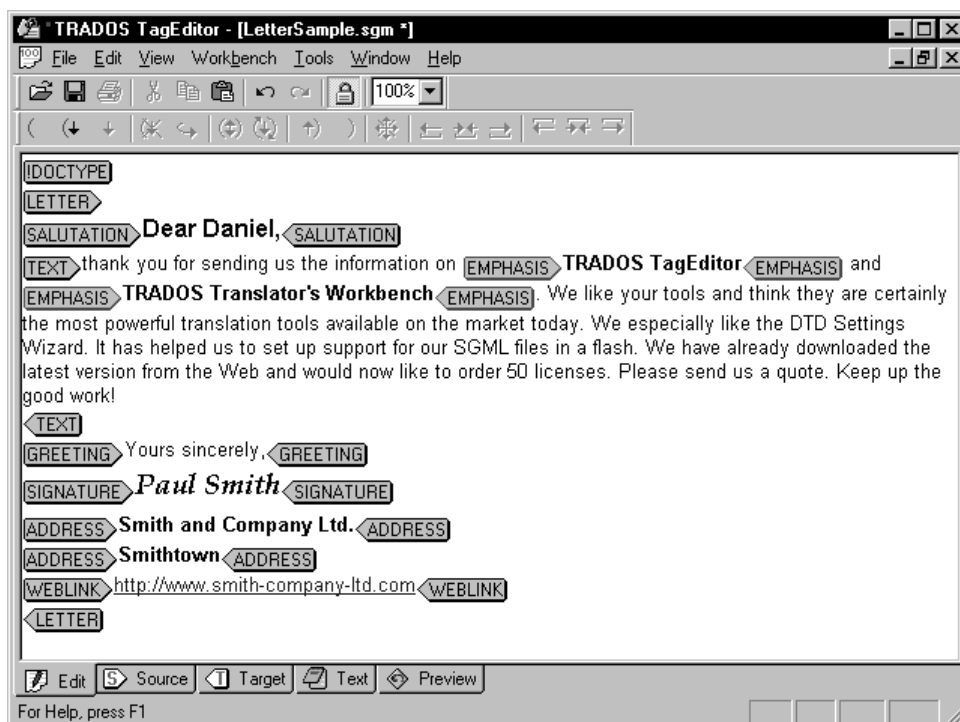 TRADOS TagEditor - [LetterSample.sgm *]
File Edit View Workbench Tools Window Help
100%
!DOCTYPE
LETTER
SALUTATION Dear Daniel, SALUTATION
TEXT thank you for sending us the information on EMPHASIS TRADOS TagEditor EMPHASIS and
EMPHASIS TRADOS Translator's Workbench EMPHASIS . We like your tools and think they are certainly
the most powerful translation tools available on the market today. We especially like the DTD Settings
Wizard. It has helped us to set up support for our SGML files in a flash. We have already downloaded the
latest version from the Web and would now like to order 50 licenses. Please send us a quote. Keep up the
good work!
TEXT
GREETING Yours sincerely, GREETING
SIGNATURE Paul Smith SIGNATURE
ADDRESS Smith and Company Ltd. ADDRESS
ADDRESS Smithtown ADDRESS
WEBLINK http://www.smith-company-ltd.com WEBLINK
LETTER
Edit S Source T Target Text Preview
For Help, press F1